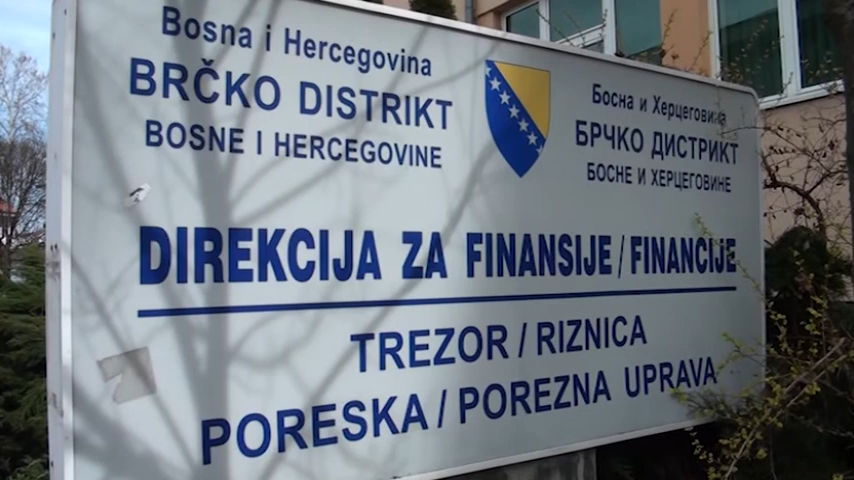 Bosna i Hercegovina
BRČKO DISTRIKT
BOSNE I HERCEGOVINE
Босна и Херцеговина
БРЧКО ДИСТРИКТ
БОСНЕ И ХЕРЦЕГОВИНЕ
DIREKCIJA ZA FINANSIJE / FINANCIJE
TREZOR / RIZNICA
PORESKA / POREZNA UPRAVA